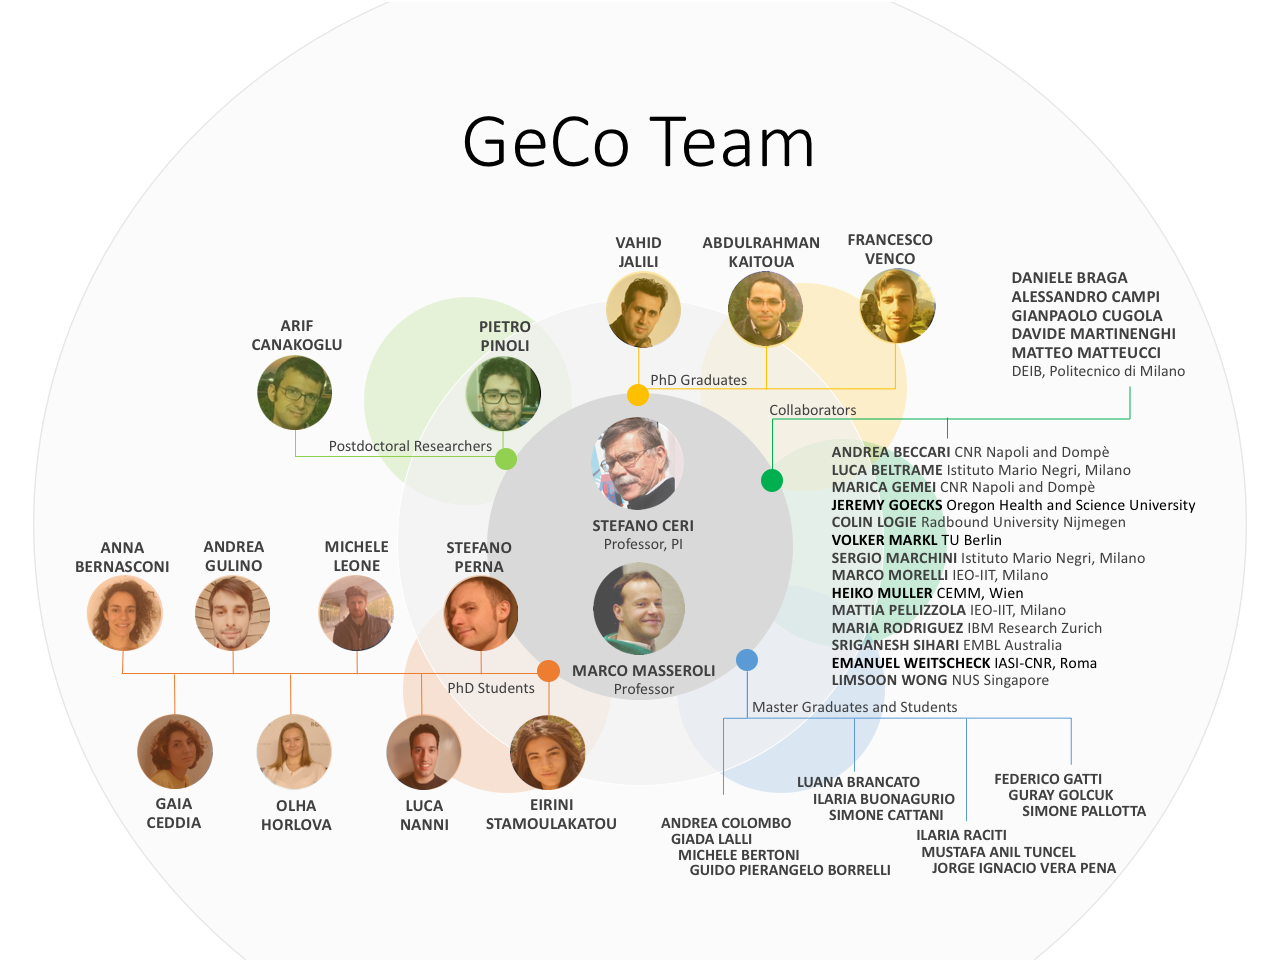 GeCo Team
VAHID
JALILI
ABDULRAHMAN
KAITOUA
FRANCESCO
VENCO
DANIELE BRAGA
ALESSANDRO CAMPI
GIANPAOLO CUGOLA
DAVIDE MARTINENGHI
MATTEO MATTEUCCI
DEIB, Politecnico di Milano
ARIF
CANAKOGLU
PIETRO
PINOLI
PhD Graduates
Collaborators
Postdoctoral Researchers
ANDREA BECCARI CNR Napoli and Dompè
LUCA BELTRAME Istituto Mario Negri, Milano
MARICA GEMEI CNR Napoli and Dompè
JEREMY GOECKS Oregon Health and Science University
COLIN LOGIE Radbound University Nijmegen
VOLKER MARKL TU Berlin
SERGIO MARCHINI Istituto Mario Negri, Milano
MARCO MORELLI IEO-IIT, Milano
HEIKO MULLER CEMM, Wien
MATTIA PELLIZZOLA IEO-IIT, Milano
MARIA RODRIGUEZ IBM Research Zurich
SRIGANESH SIHARI EMBL Australia
EMANUEL WEITSCHECK IASI-CNR, Roma
LIMSOON WONG NUS Singapore
STEFANO CERI
Professor, PI
MARCO MASSEROLI
Professor
ANNA
BERNASCONI
ANDREA
GULINO
MICHELE
LEONE
STEFANO
PERNA
PhD Students
GAIA
CEDDIA
OLHA
HORLOVA
LUCA
NANNI
EIRINI
STAMOULAKATOU
Master Graduates and Students
ANDREA COLOMBO
GIADA LALLI
MICHELE BERTONI
GUIDO PIERANGELO BORRELLI
LUANA BRANCATO
ILARIA BUONAGURIO
SIMONE CATTANI
ILARIA RACITI
MUSTAFA ANIL TUNCEL
JORGE IGNACIO VERA PENA
FEDERICO GATTI
GURAY GOLCUK
SIMONE PALLOTTA